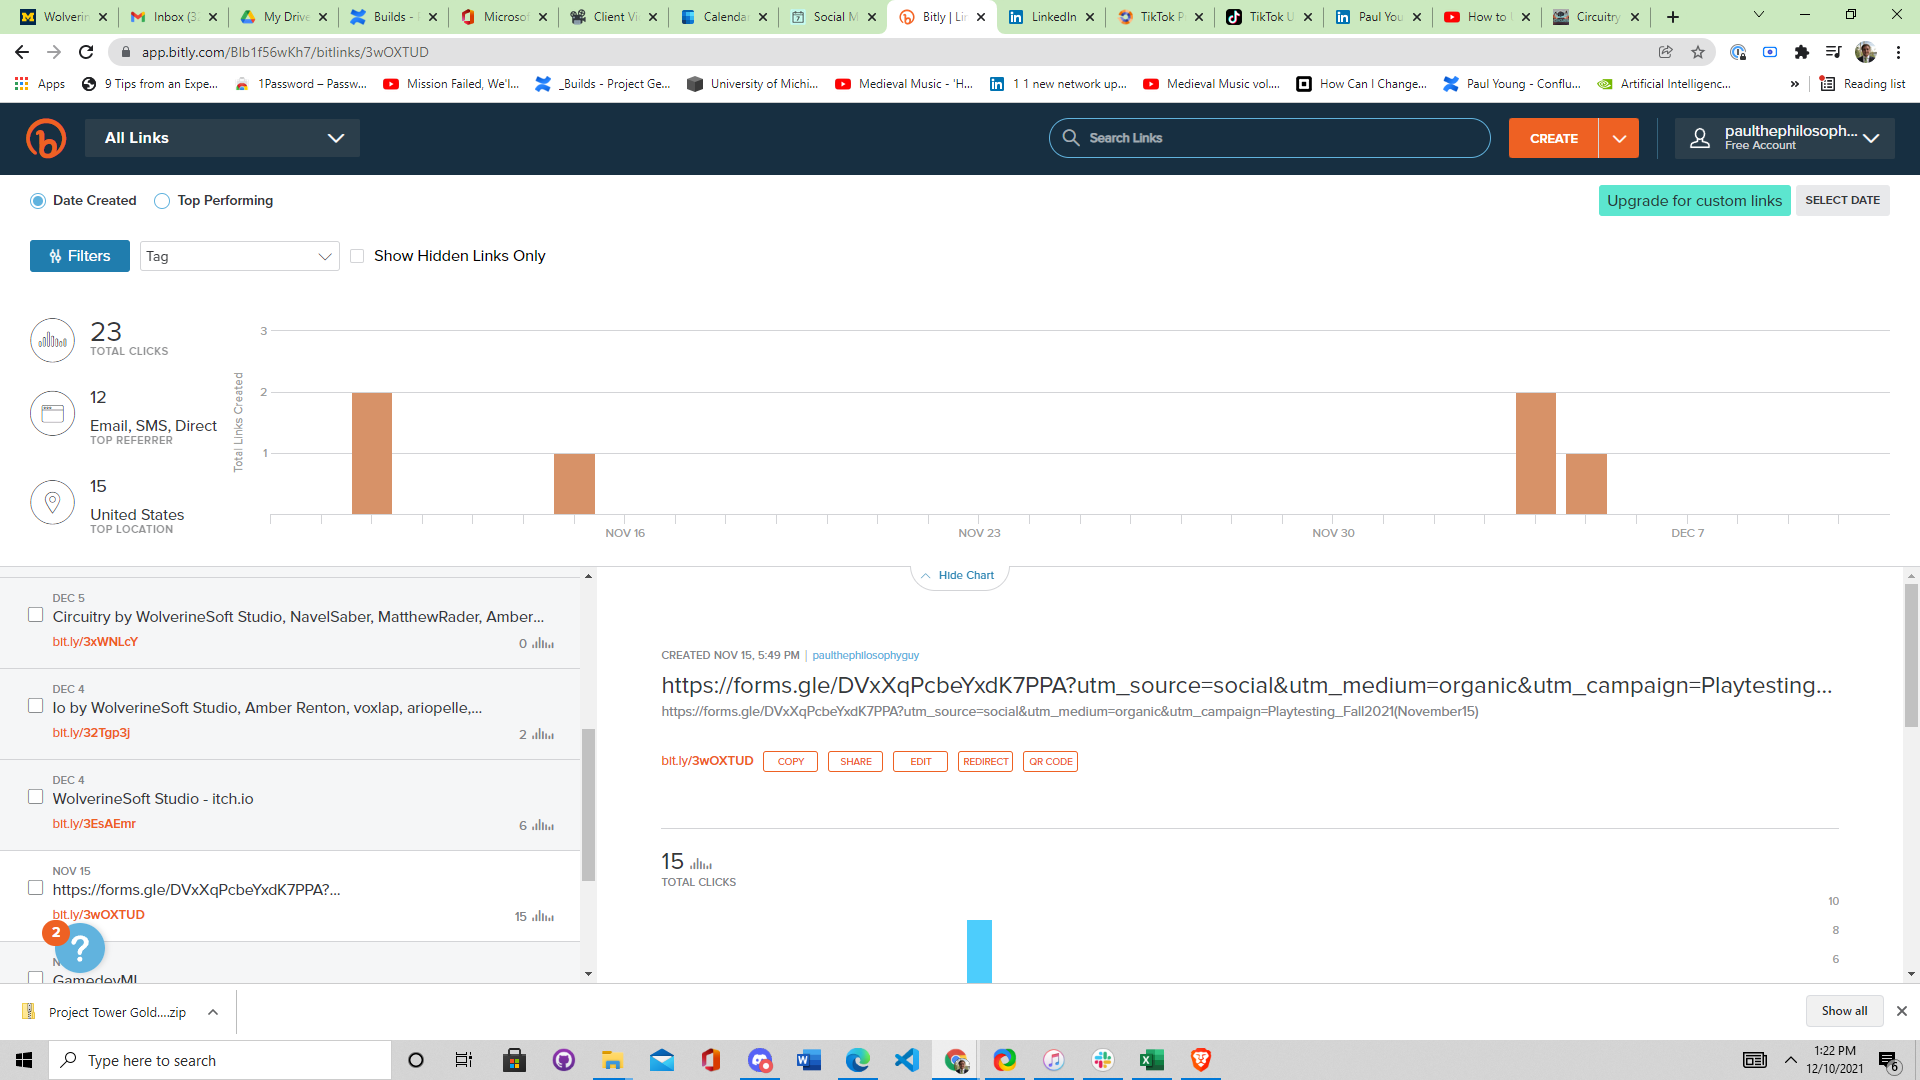 Wolverin
Inbox (3
My Drive
Builds -
Microsof
Client Vi
Calendar
Social M
Bitly | Lin
LinkedIn
TikTok P
TikTok U
Paul You
How to
Circuitry
app.bitly.com/Blb1f56wKh7/bitlinks/3wOXTUD
Apps
9 Tips from an Expe...
1Password – Passw...
Mission Failed, We'l...
_Builds - Project Ge...
University of Michi...
Medieval Music - 'H...
1 1 new network up...
Medieval Music vol....
How Can I Change...
Paul Young - Conflu...
Artificial Intelligenc...
»
Reading list
All Links
Search Links
CREATE
paulthephilosoph...
Free Account
Date Created
Top Performing
Upgrade for custom links
SELECT DATE
Filters
Tag
Show Hidden Links Only
23
TOTAL CLICKS
12
Email, SMS, Direct
TOP REFERRER
15
United States
TOP LOCATION
Total Links Created
3
2
1
NOV 16
NOV 23
NOV 30
DEC 7
Hide Chart
DEC 5
Circuitry by WolverineSoft Studio, NavelSaber, MatthewRader, Amber...
bit.ly/3xWNLcY
0
DEC 4
Io by WolverineSoft Studio, Amber Renton, voxlap, ariopelle,...
bit.ly/32Tgp3j
2
DEC 4
WolverineSoft Studio - itch.io
bit.ly/3EsAEmr
6
NOV 15
https://forms.gle/DVxXqPcbeYxdK7PPA?...
bit.ly/3wOXTUD
15
2
?
GamedevMI
CREATED NOV 15, 5:49 PM | paulthephilosophyguy
https://forms.gle/DVxXqPcbeYxdK7PPA?utm_source=social&utm_medium=organic&utm_campaign=Playtesting...
https://forms.gle/DVxXqPcbeYxdK7PPA?utm_source=social&utm_medium=organic&utm_campaign=Playtesting_Fall2021(November15)
bit.ly/3wOXTUD
COPY
SHARE
EDIT
REDIRECT
QR CODE
15
TOTAL CLICKS
10
8
6
Project Tower Gold....zip
Show all
Type here to search
1:22 PM
12/10/2021
6